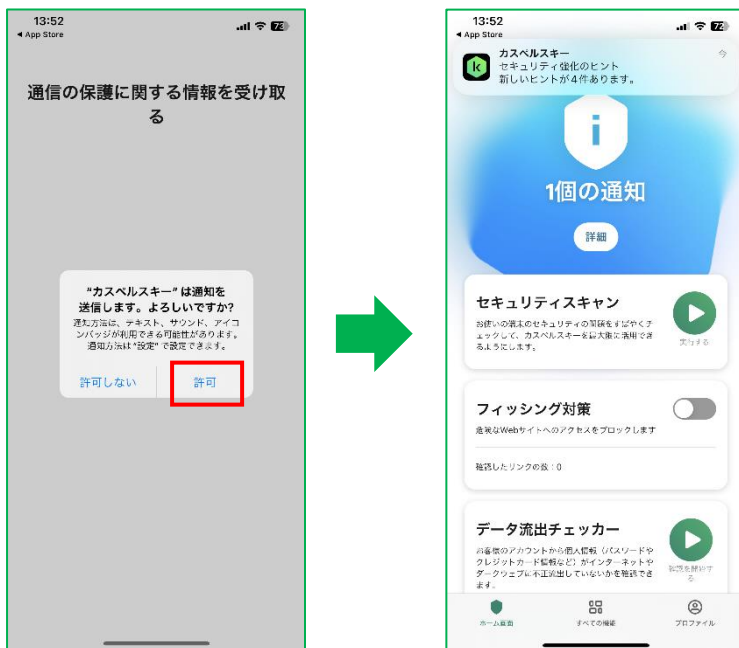 13:52
73
◀ App Store
通信の保護に関する情報を受け取
る
"カスペルスキー"は通知を
送信します。よろしいですか?
通知方法は、テキスト、サウンド、アイコ
ンバッジが利用できる可能性があります。
通知方法は"設定"で設定できます。
許可しない
許可
13:52
72
◀ App Store
カスペルスキー
今
セキュリティ強化のヒント
新しいヒントが4件あります。
1個の通知
詳細
セキュリティスキャン
お使いの端末のセキュリティの問題をすばやくチ
ェックして、カスペルスキーを最大限に活用でき
るようにします。
実行する
フィッシング対策
危険なWebサイトへのアクセスをブロックします
確認したリンクの数:0
データ流出チェッカー
お客様のアカウントから個人情報(パスワードや
クレジットカード情報など)がインターネットや
ダークウェブに不正流出していないかを確認でき
ます。
確認を開始す
る
ホーム画面
すべての機能
プロファイル